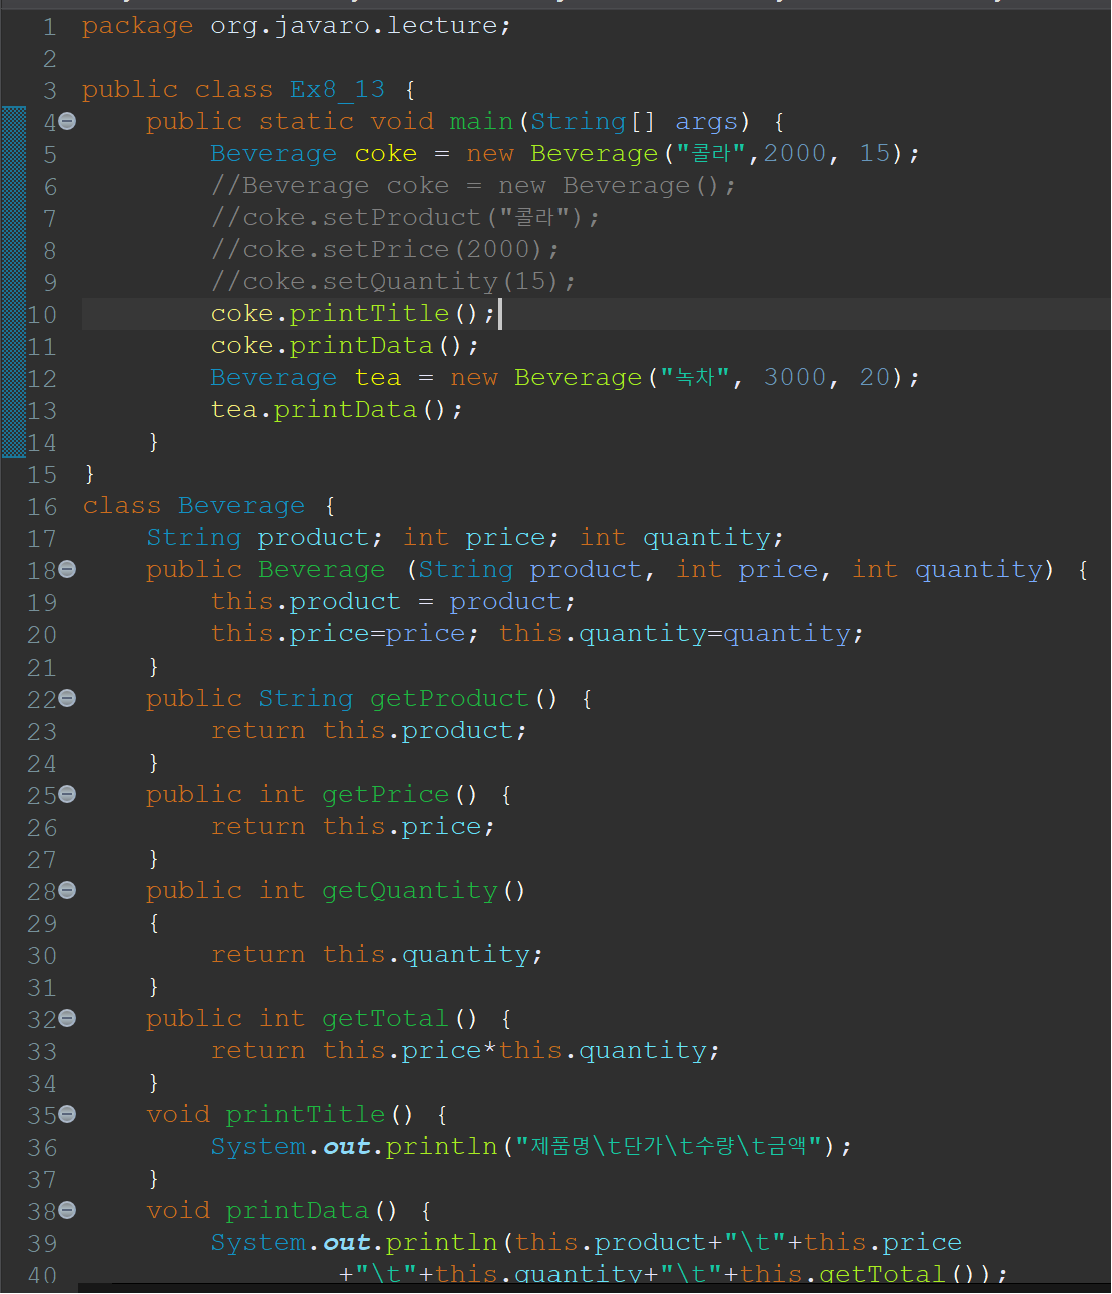 1 package org.javaro.lecture;
2
3 public class Ex8_13 {
4     public static void main(String[] args) {
5         Beverage coke = new Beverage("콜라",2000, 15);
6         //Beverage coke = new Beverage();
7         //coke.setProduct("콜라");
8         //coke.setPrice(2000);
9         //coke.setQuantity(15);
10         coke.printTitle();
11         coke.printData();
12         Beverage tea = new Beverage("녹차", 3000, 20);
13         tea.printData();
14     }
15 }
16 class Beverage {
17     String product; int price; int quantity;
18     public Beverage (String product, int price, int quantity) {
19         this.product = product;
20         this.price=price; this.quantity=quantity;
21     }
22     public String getProduct() {
23         return this.product;
24     }
25     public int getPrice() {
26         return this.price;
27     }
28     public int getQuantity()
29     {
30         return this.quantity;
31     }
32     public int getTotal() {
33         return this.price*this.quantity;
34     }
35     void printTitle() {
36         System.out.println("제품명\t단가\t수량\t금액");
37     }
38     void printData() {
39         System.out.println(this.product+"\t"+this.price
40                 +"\t"+this.quantity+"\t"+this.getTotal());